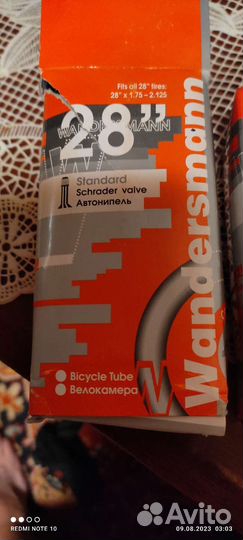 Fits all 28" tires:
28" x 1.75 - 2.125
28"
Standard
Schrader valve
Автониппель
Wandersmann
Bicycle Tube
Велокамера
REDMI NOTE 10
09.08.2023 03:03
Avito